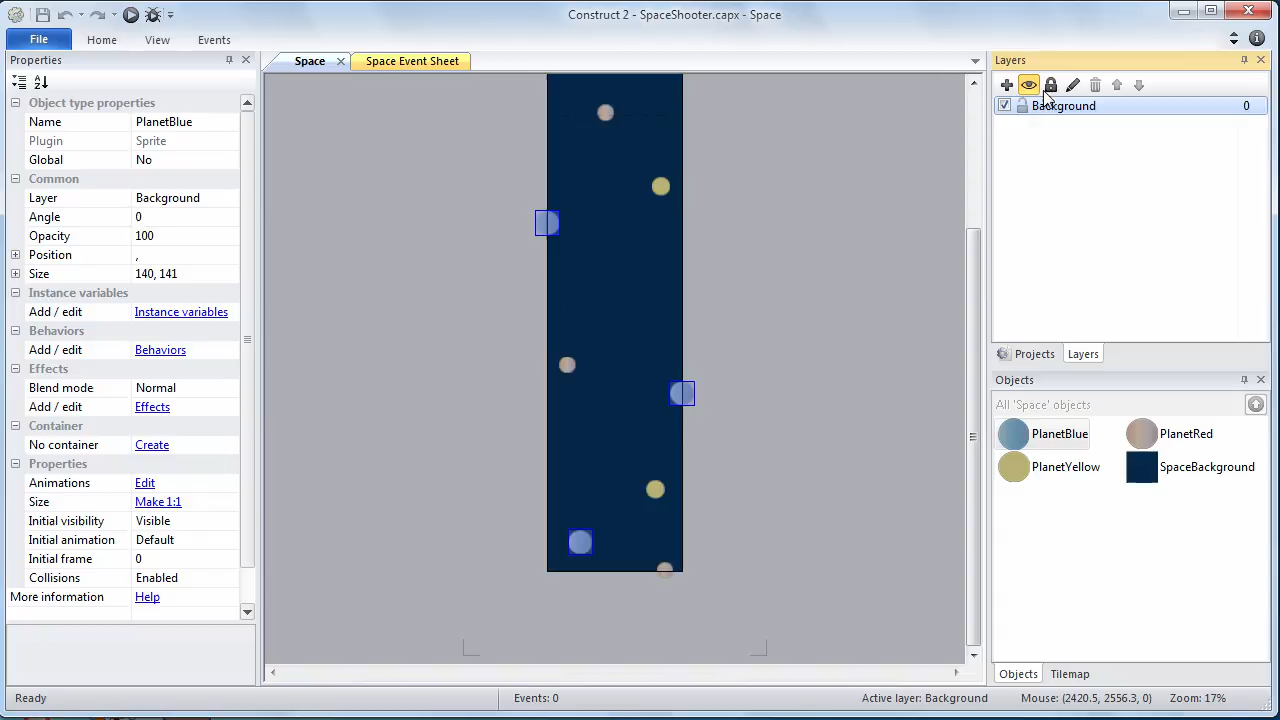 Construct 2 - SpaceShooter.capx - Space
File
Home
View
Events
Properties
Object type properties
Name PlanetBlue
Plugin Sprite
Global No
Common
Layer Background
Angle 0
Opacity 100
Position ,
Size 140, 141
Instance variables
Add / edit Instance variables
Behaviors
Add / edit Behaviors
Effects
Blend mode Normal
Add / edit Effects
Container
No container Create
Properties
Animations Edit
Size Make 1:1
Initial visibility Visible
Initial animation Default
Initial frame 0
Collisions Enabled
More information Help
Space
Space Event Sheet
Layers
Background 0
Projects
Layers
Objects
All 'Space' objects
PlanetBlue
PlanetRed
PlanetYellow
SpaceBackground
Objects
Tilemap
Ready
Events: 0
Active layer: Background
Mouse: (2420.5, 2556.3, 0)
Zoom: 17%